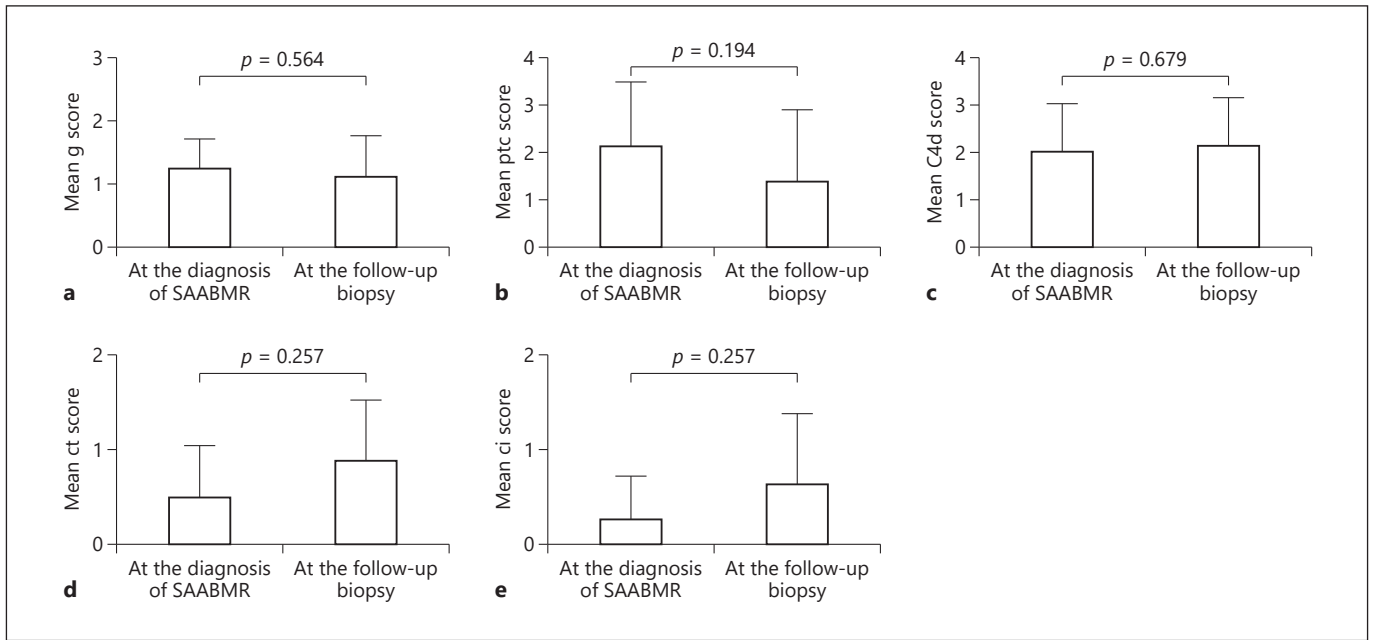 Mean g score
3
2
1
0
p = 0.564
At the diagnosis
of SAABMR
At the follow-up
biopsy
a
Mean ptc score
4
3
2
1
0
p = 0.194
At the diagnosis
of SAABMR
At the follow-up
biopsy
b
Mean C4d score
4
3
2
1
0
p = 0.679
At the diagnosis
of SAABMR
At the follow-up
biopsy
c
Mean ct score
2
1
0
p = 0.257
At the diagnosis
of SAABMR
At the follow-up
biopsy
d
Mean ci score
2
1
0
p = 0.257
At the diagnosis
of SAABMR
At the follow-up
biopsy
e